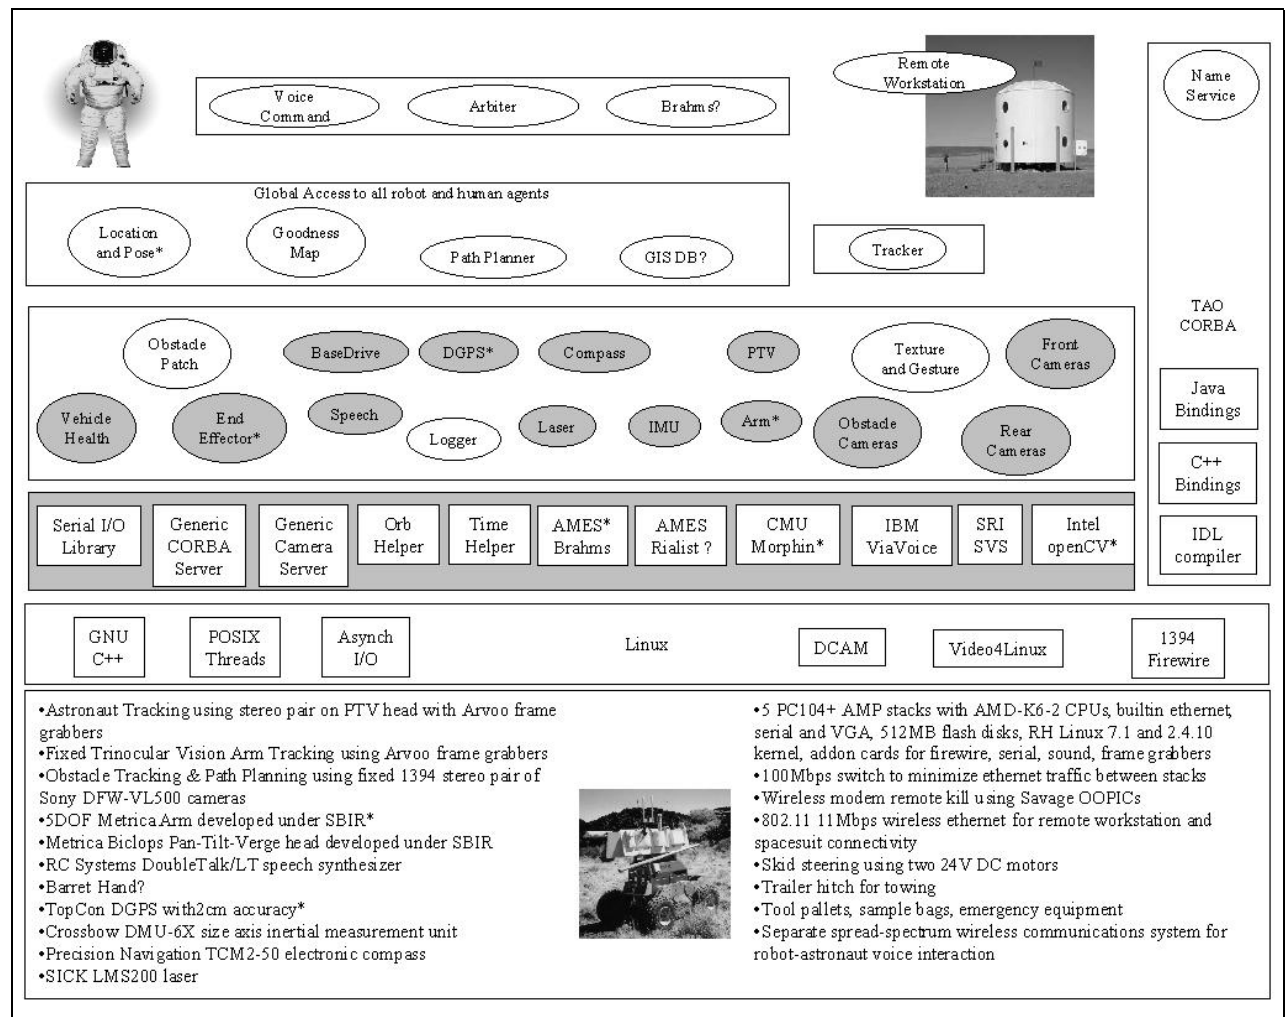 Voice
Command
Arbiter
Brahms?
Remote
Workstation
Name
Service
Global Access to all robot and human agents
Location
and Pose*
Goodness
Map
Path Planner
GIS DB?
Tracker
TAO
CORBA
Obstacle
Patch
BaseDrive
DGPS*
Compass
PTV
Texture
and Gesture
Front
Cameras
Vehicle
Health
End
Effector*
Speech
Logger
Laser
IMU
Arm*
Obstacle
Cameras
Rear
Cameras
Java
Bindings
C++
Bindings
IDL
compiler
Serial I/O
Library
Generic
CORBA
Server
Generic
Camera
Server
Orb
Helper
Time
Helper
AMES*
Brahms
AMES
Rialist ?
CMU
Morphin*
IBM
ViaVoice
SRI
SVS
Intel
openCV*
GNU
C++
POSIX
Threads
Asynch
I/O
Linux
DCAM
Video4Linux
1394
Firewire
•Astronaut Tracking using stereo pair on PTV head with Arvoo frame
grabbers
•Fixed Trinocular Vision Arm Tracking using Arvoo frame grabbers
•Obstacle Tracking & Path Planning using fixed 1394 stereo pair of
Sony DFW-VL500 cameras
•5DOF Metrica Arm developed under SBIR*
•Metrica Biclops Pan-Tilt-Verge head developed under SBIR
•RC Systems DoubleTalk/LT speech synthesizer
•Barret Hand?
•TopCon DGPS with2cm accuracy*
•Crossbow DMU-6X size axis inertial measurement unit
•Precision Navigation TCM2-50 electronic compass
•SICK LMS200 laser
•5 PC104+ AMP stacks with AMD-K6-2 CPUs, builtin ethernet,
serial and VGA, 512MB flash disks, RH Linux 7.1 and 2.4.10
kernel, addon cards for firewire, serial, sound, frame grabbers
•100Mbps switch to minimize ethernet traffic between stacks
•Wireless modem remote kill using Savage OOPICs
•802.11 11Mbps wireless ethernet for remote workstation and
spacesuit connectivity
•Skid steering using two 24V DC motors
•Trailer hitch for towing
•Tool pallets, sample bags, emergency equipment
•Separate spread-spectrum wireless communications system for
robot-astronaut voice interaction